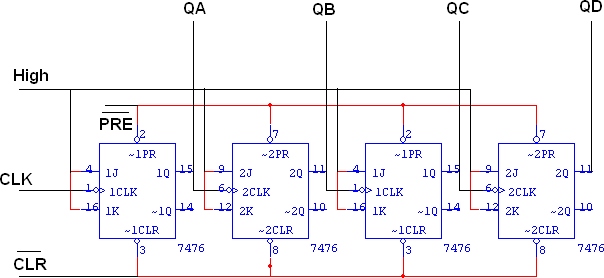 QA QB QC QD
High
PRE
2 7 2 7
~1PR ~2PR ~1PR ~2PR
4 1J 1Q 15 9 2J 2Q 11 4 1J 1Q 15 9 2J 2Q 11
CLK 1 1CLK 6 2CLK 1 1CLK 6 2CLK
16 1K ~1Q 14 12 2K ~2Q 10 16 1K ~1Q 14 12 2K ~2Q 10
~1CLR ~2CLR ~1CLR ~2CLR
3 7476 8 7476 3 7476 8 7476
CLR